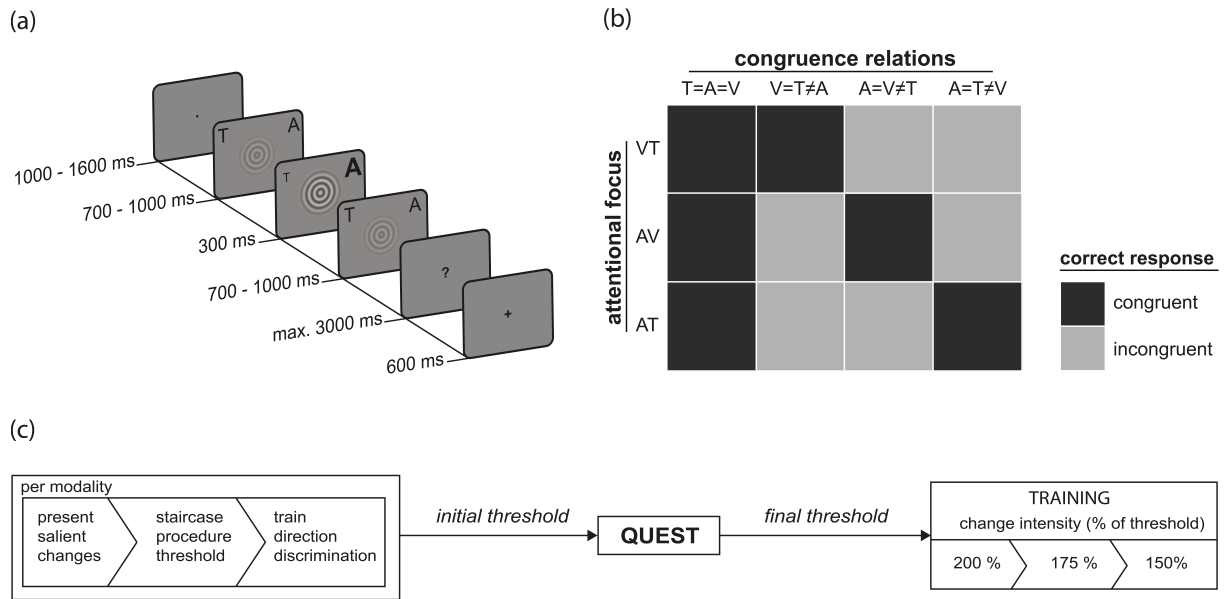 (a)
1000 - 1600 ms
T A
700 - 1000 ms
T A
300 ms
T A
700 - 1000 ms
?
max. 3000 ms
+
600 ms
(b)
congruence relations
T=A=V V=T≠A A=V≠T A=T≠V
attentional focus
VT
AV
AT
correct response
congruent
incongruent
(c)
per modality
present
salient
changes
staircase
procedure
threshold
train
direction
discrimination
initial threshold
QUEST
final threshold
TRAINING
change intensity (% of threshold)
200 % 175 % 150%